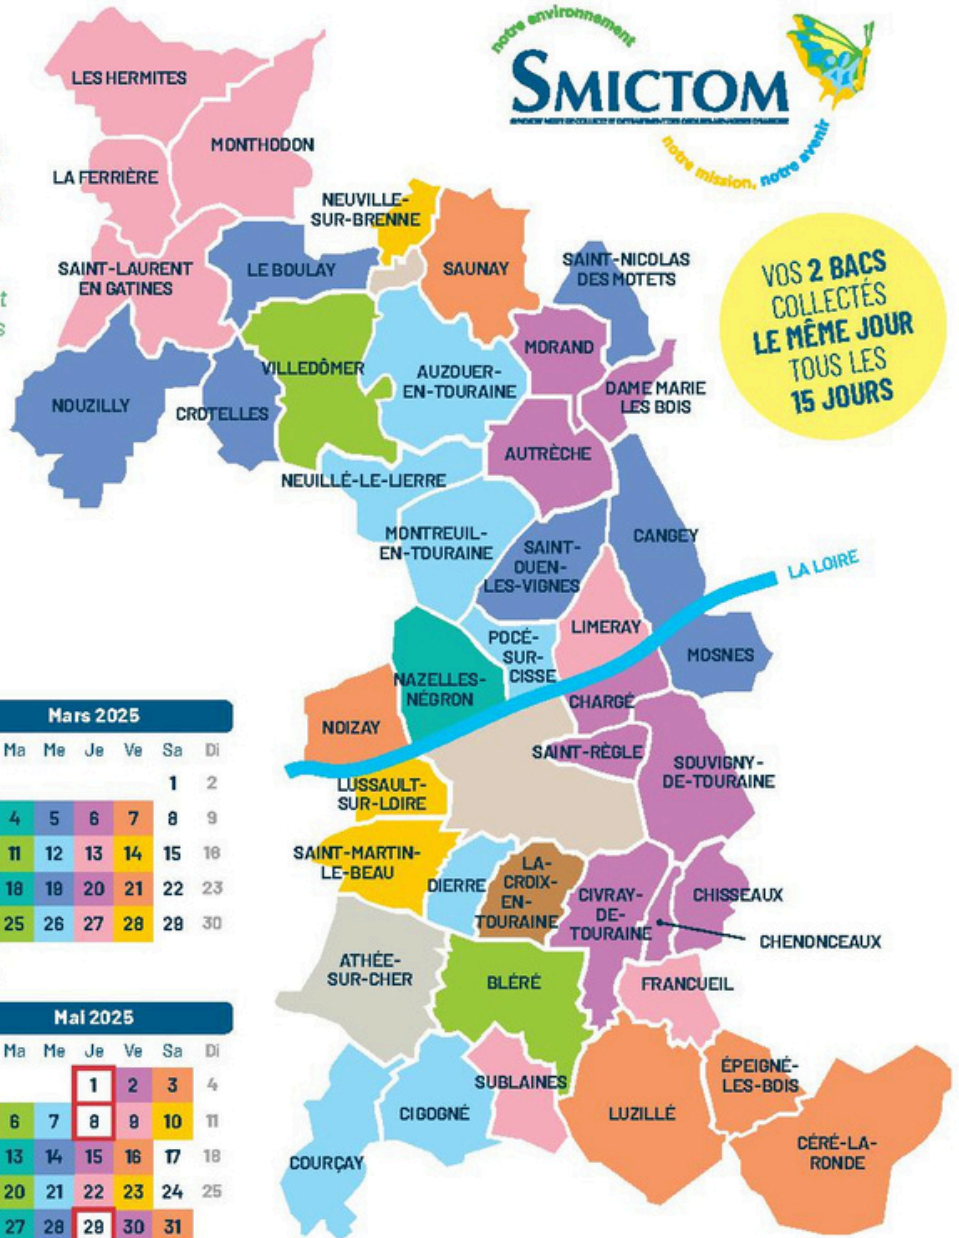 notre environnement
SMICTOM
notre mission, notre avenir
VOS 2 BACS
COLLECTÉS
LE MÊME JOUR
TOUS LES
15 JOURS
LES HERMITES
MONTHODON
LA FERRIÈRE
NEUVILLE-
SUR-BRENNE
SAINT-LAURENT
EN GATINES
LE BOULAY
SAUNAY
SAINT-NICOLAS
DES MOTETS
t
s
MORAND
VILLEDÔMER
AUZOUER-
EN-TOURAINE
DAME MARIE
LES BOIS
NOUZILLY
CROTELLES
AUTRÈCHE
NEUILLÉ-LE-LIERRE
MONTREUIL-
EN-TOURAINE
SAINT-
OUEN-
LES-VIGNES
CANGEY
LA LOIRE
LIMERAY
POCÉ-
SUR-
CISSE
MOSNES
NAZELLES-
NÉGRON
CHARGÉ
NOIZAY
SAINT-RÈGLE
SOUVIGNY-
DE-TOURAINE
LUSSAULT-
SUR-LOIRE
SAINT-MARTIN-
LE-BEAU
DIERRE
LA-
CROIX-
EN-
TOURAINE
CIVRAY-
DE-
TOURAINE
CHISSEAUX
CHENONCEAUX
ATHÉE-
SUR-CHER
BLÉRÉ
FRANCUEIL
SUBLAINES
ÉPEIGNÉ-
LES-BOIS
CIGOGNÉ
LUZILLÉ
CÉRÉ-LA-
RONDE
COURÇAY
Mars 2025
Ma Me Je Ve Sa Di
1 2
4 5 6 7 8 9
11 12 13 14 15 16
18 19 20 21 22 23
25 26 27 28 29 30
Mai 2025
Ma Me Je Ve Sa Di
1 2 3 4
6 7 8 9 10 11
13 14 15 16 17 18
20 21 22 23 24 25
27 28 29 30 31